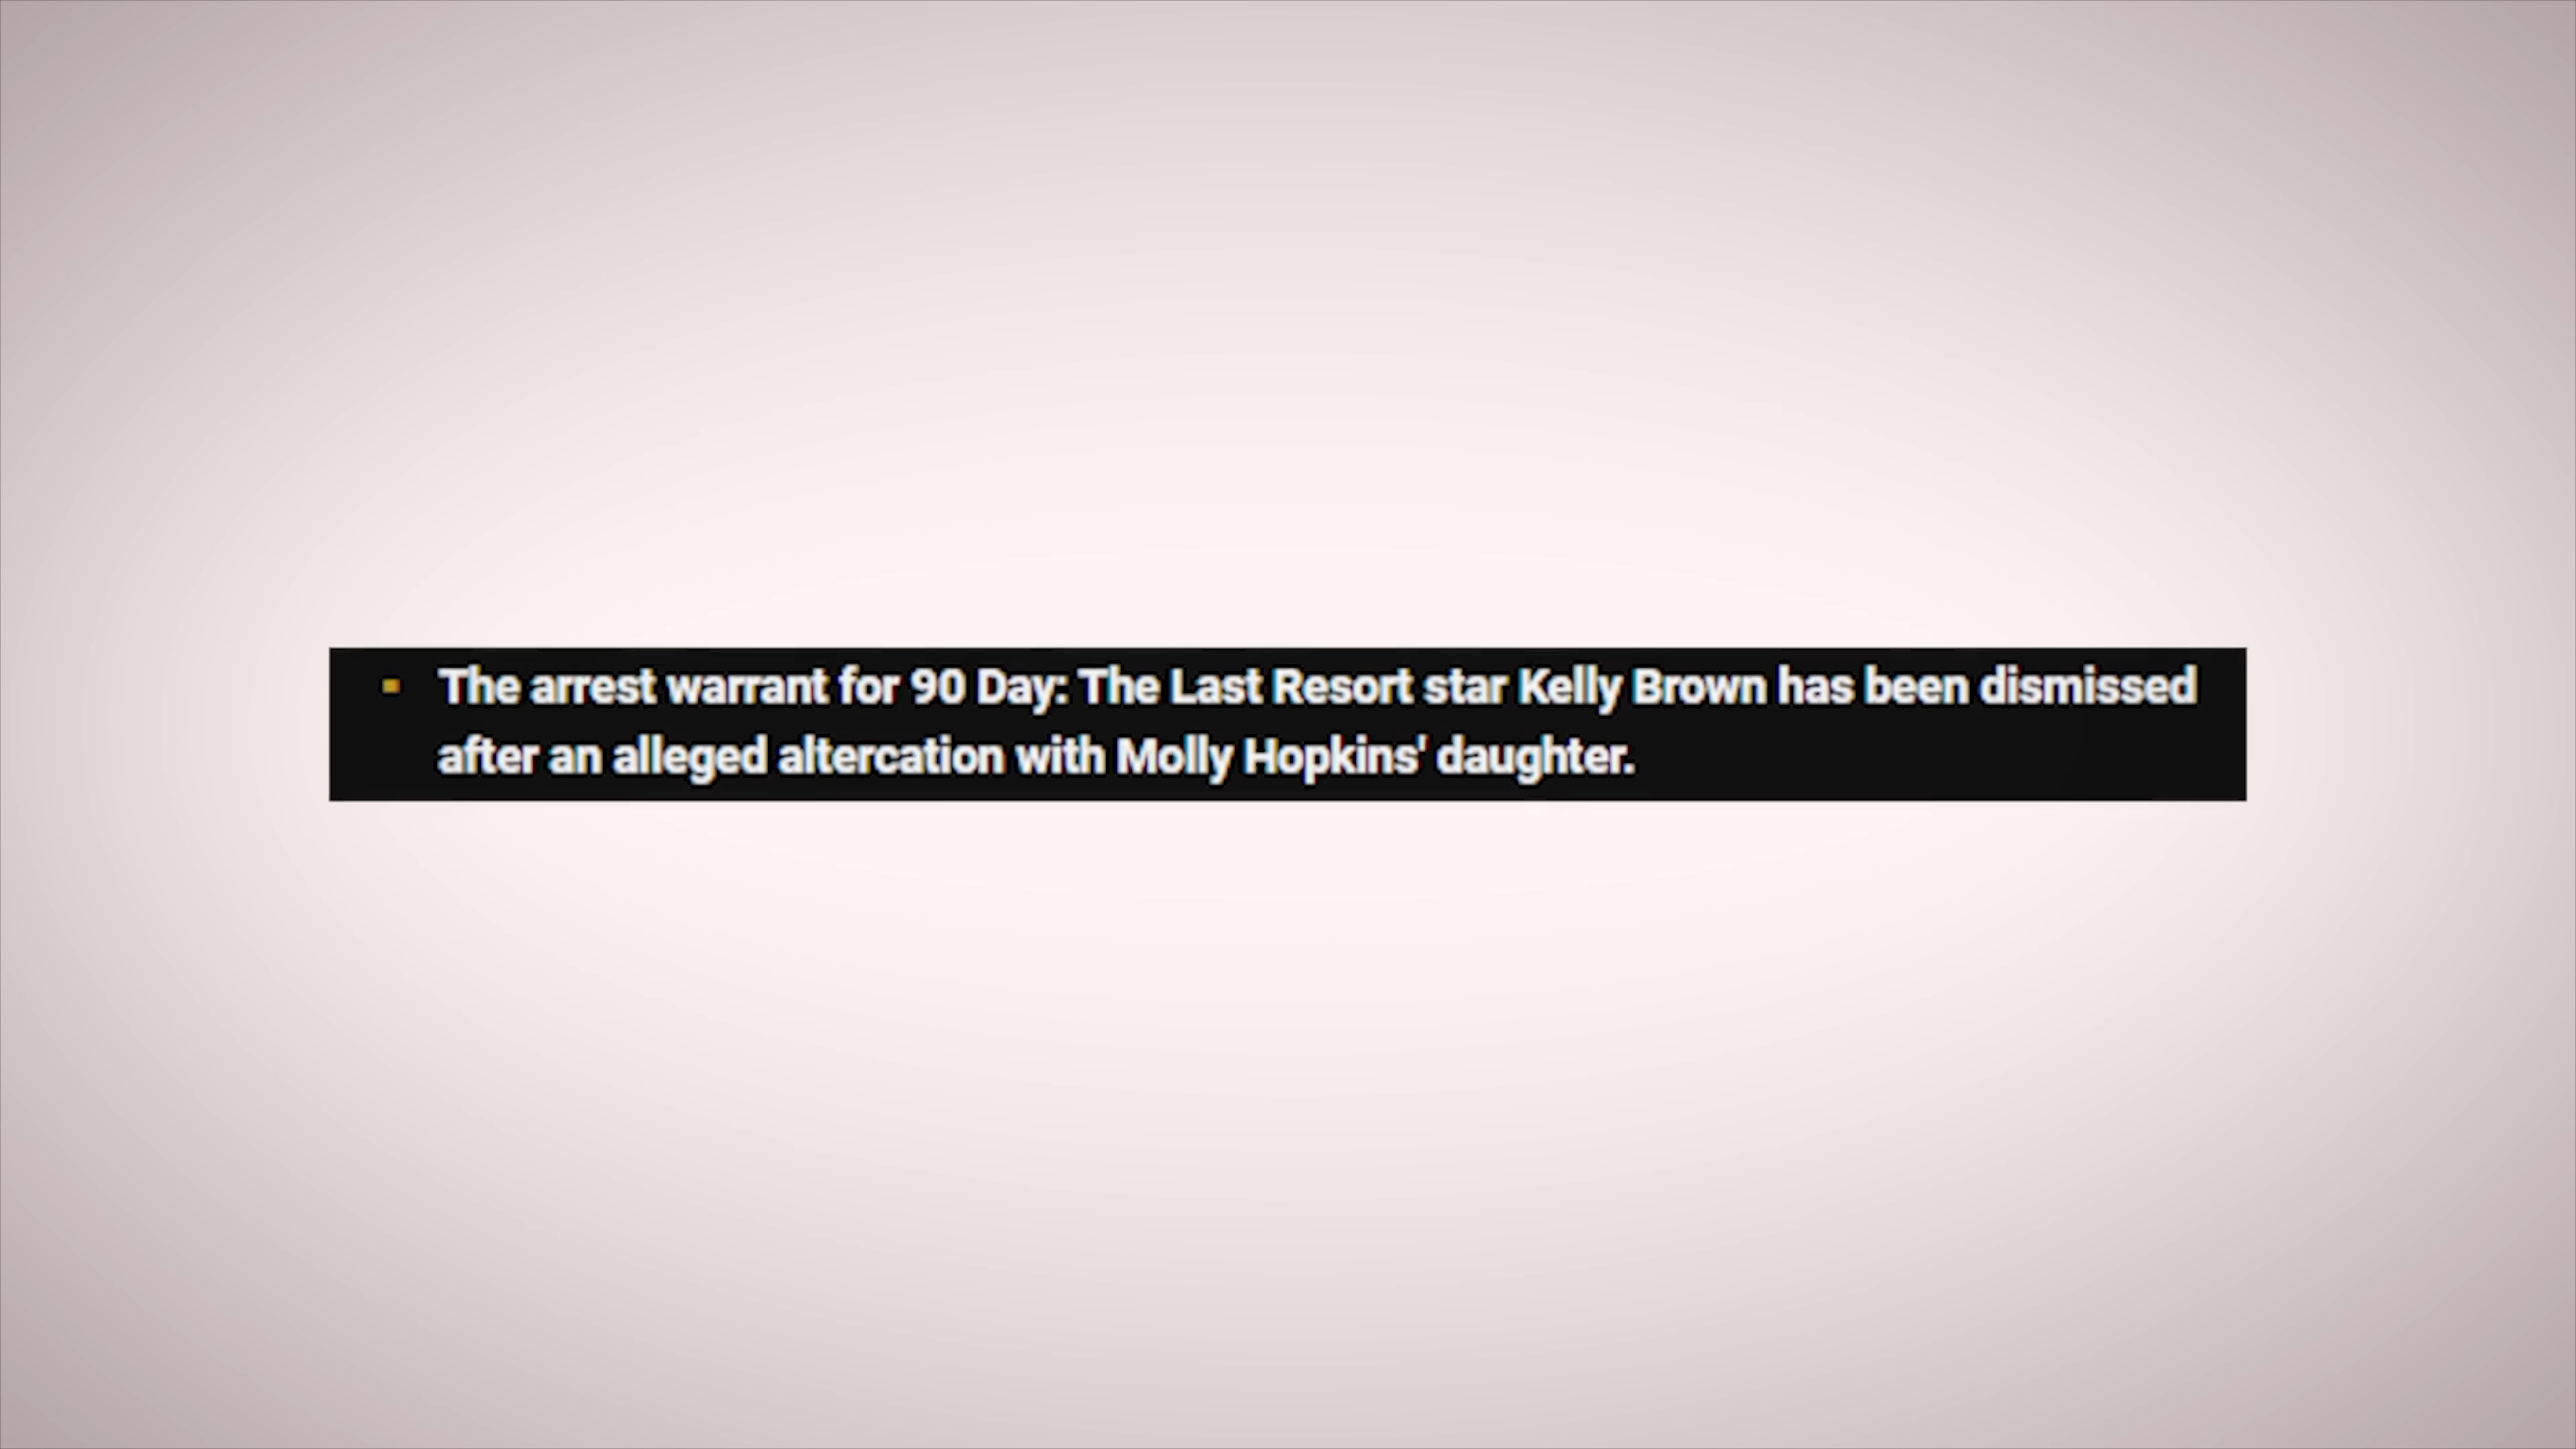 The arrest warrant for 90 Day: The Last Resort star Kelly Brown has been dismissed
after an alleged altercation with Molly Hopkins' daughter.